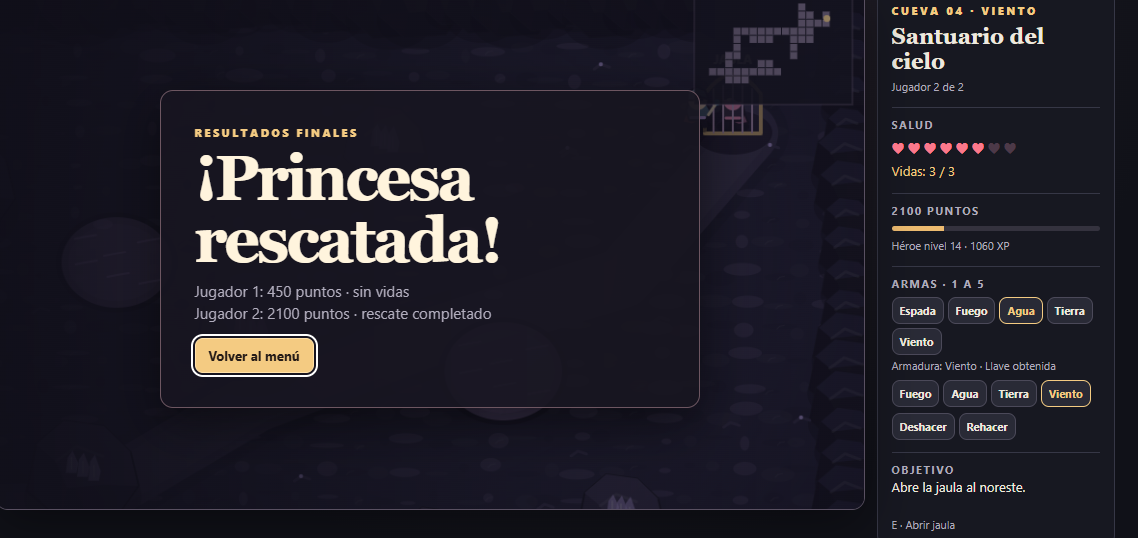 RESULTADOS FINALES
¡Princesa
rescatada!
Jugador 1: 450 puntos · sin vidas
Jugador 2: 2100 puntos · rescate completado
Volver al menú
CUEVA 04 · VIENTO
Santuario del
cielo
Jugador 2 de 2
SALUD
Vidas: 3 / 3
2100 PUNTOS
Héroe nivel 14 · 1060 XP
ARMAS · 1 A 5
Espada Fuego Agua Tierra
Viento
Armadura: Viento · Llave obtenida
Fuego Agua Tierra Viento
Deshacer Rehacer
OBJETIVO
Abre la jaula al noreste.
E · Abrir jaula